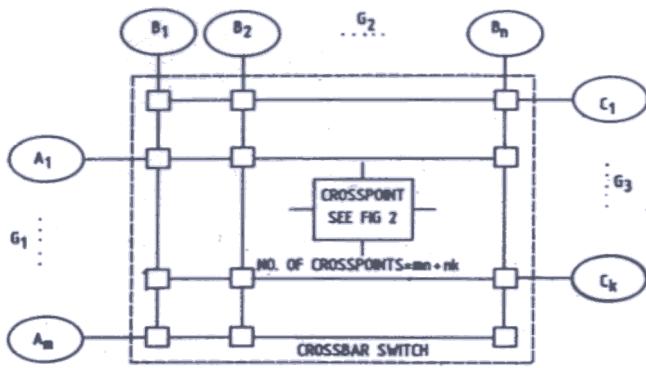 B1 B2 G2 Bn
C1
A1
G3
CROSSPOINT
SEE FIG 2
G1
NO. OF CROSSPOINTS=mn+nk
Ck
Am
CROSSBAR SWITCH